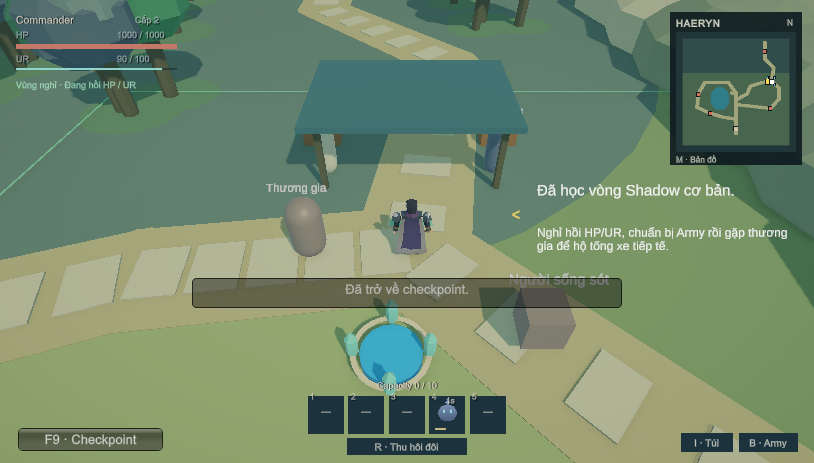 Commander Cấp 2
HP 1000 / 1000
UR 90 / 100
Vùng nghỉ · Đang hồi HP / UR
HAERYN N
M · Bản đồ
Thương gia
Đã học vòng Shadow cơ bản.
<
Nghỉ hồi HP/UR, chuẩn bị Army rồi gặp thương
gia để hộ tống xe tiếp tế.
Người sống sót
Đã trở về checkpoint.
Capacity 0 / 10
1 2 3 4 5
4s
R · Thu hồi đội
F9 · Checkpoint
I · Túi
B · Army